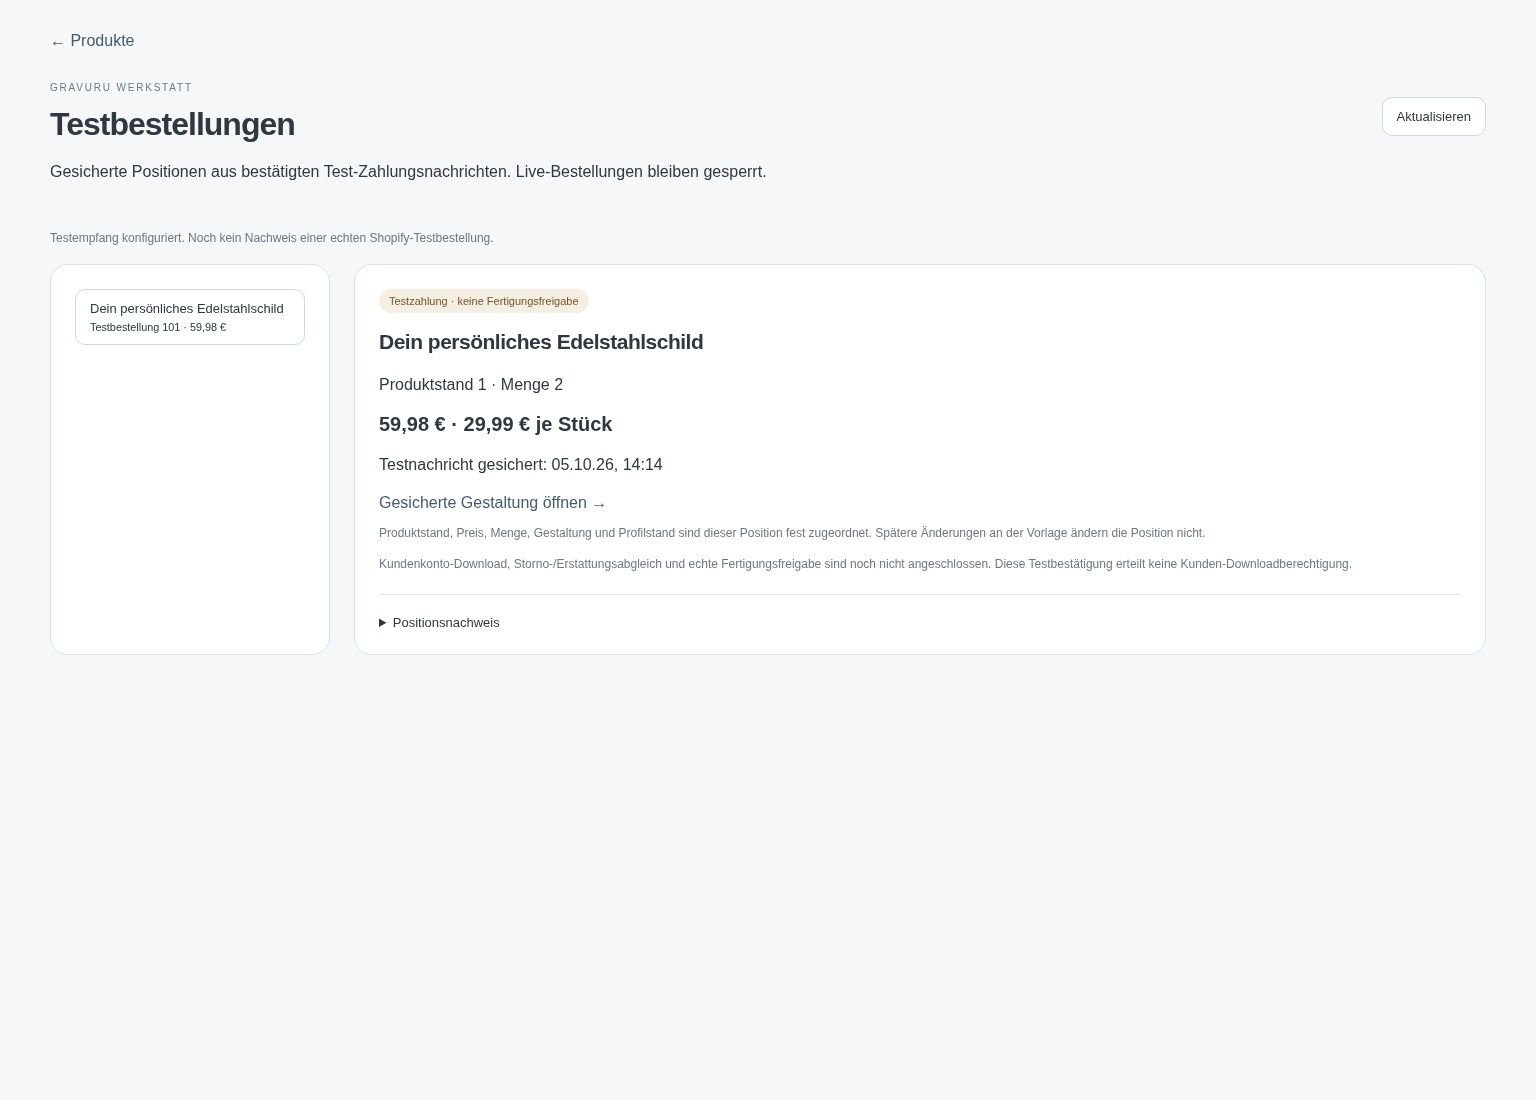 ← Produkte
GRAVURU WERKSTATT
Testbestellungen
Aktualisieren
Gesicherte Positionen aus bestätigten Test-Zahlungsnachrichten. Live-Bestellungen bleiben gesperrt.
Testempfang konfiguriert. Noch kein Nachweis einer echten Shopify-Testbestellung.
Dein persönliches Edelstahlschild
Testbestellung 101 · 59,98 €
Testzahlung · keine Fertigungsfreigabe
Dein persönliches Edelstahlschild
Produktstand 1 · Menge 2
59,98 € · 29,99 € je Stück
Testnachricht gesichert: 05.10.26, 14:14
Gesicherte Gestaltung öffnen →
Produktstand, Preis, Menge, Gestaltung und Profilstand sind dieser Position fest zugeordnet. Spätere Änderungen an der Vorlage ändern die Position nicht.
Kundenkonto-Download, Storno-/Erstattungsabgleich und echte Fertigungsfreigabe sind noch nicht angeschlossen. Diese Testbestätigung erteilt keine Kunden-Downloadberechtigung.
▶ Positionsnachweis